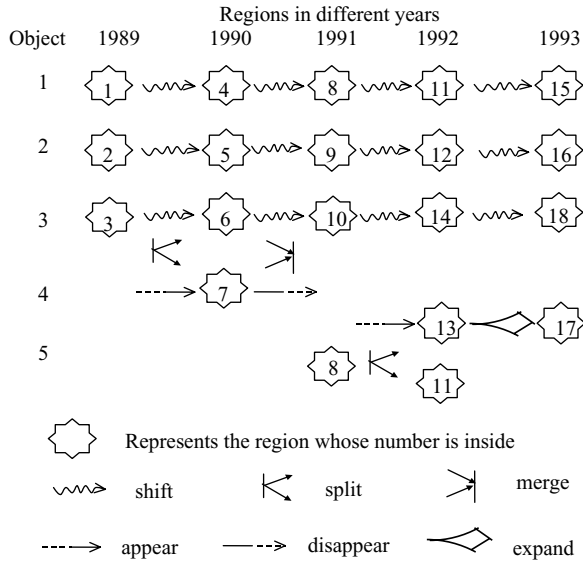 Regions in different years
Object 1989 1990 1991 1992 1993
1 1 4 8 11 15
2 2 5 9 12 16
3 3 6 10 14 18
4 7
13 17
5 8
11
Represents the region whose number is inside
shift split merge
appear disappear expand